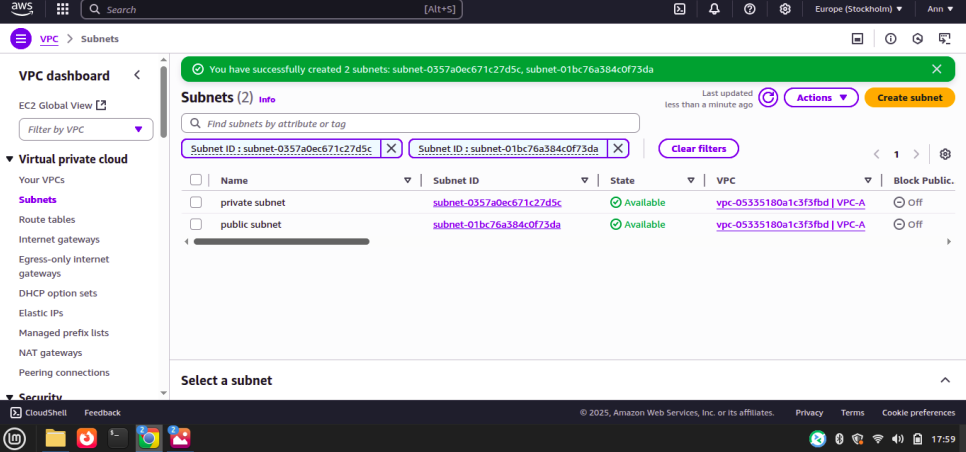 aws
Search
[Alt+S]
Europe (Stockholm) ▼
Ann ▼
VPC > Subnets
VPC dashboard
EC2 Global View
Filter by VPC
Virtual private cloud
Your VPCs
Subnets
Route tables
Internet gateways
Egress-only internet
gateways
DHCP option sets
Elastic IPs
Managed prefix lists
NAT gateways
Peering connections
Security
You have successfully created 2 subnets: subnet-0357a0ec671c27d5c, subnet-01bc76a384c0f73da
Subnets (2) Info
Last updated
less than a minute ago
Actions
Create subnet
Find subnets by attribute or tag
Subnet ID : subnet-0357a0ec671c27d5c
Subnet ID : subnet-01bc76a384c0f73da
Clear filters
1
Name Subnet ID State VPC Block Public.
private subnet subnet-0357a0ec671c27d5c Available vpc-05335180a1c3f3fbd | VPC-A Off
public subnet subnet-01bc76a384c0f73da Available vpc-05335180a1c3f3fbd | VPC-A Off
Select a subnet
CloudShell Feedback © 2025, Amazon Web Services, Inc. or its affiliates. Privacy Terms Cookie preferences
2
2
17:59